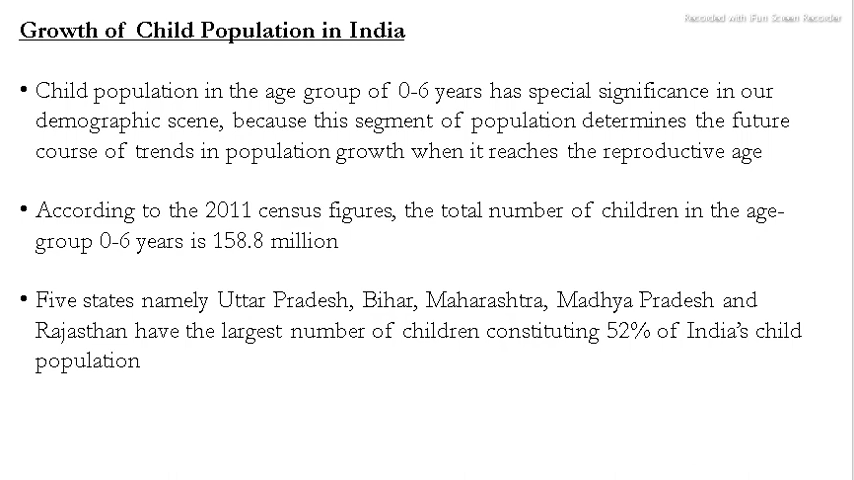 Growth of Child Population in India
Recorded with iFun Screen Recorder
• Child population in the age group of 0-6 years has special significance in our
demographic scene, because this segment of population determines the future
course of trends in population growth when it reaches the reproductive age
• According to the 2011 census figures, the total number of children in the age-
group 0-6 years is 158.8 million
• Five states namely Uttar Pradesh, Bihar, Maharashtra, Madhya Pradesh and
Rajasthan have the largest number of children constituting 52% of India's child
population